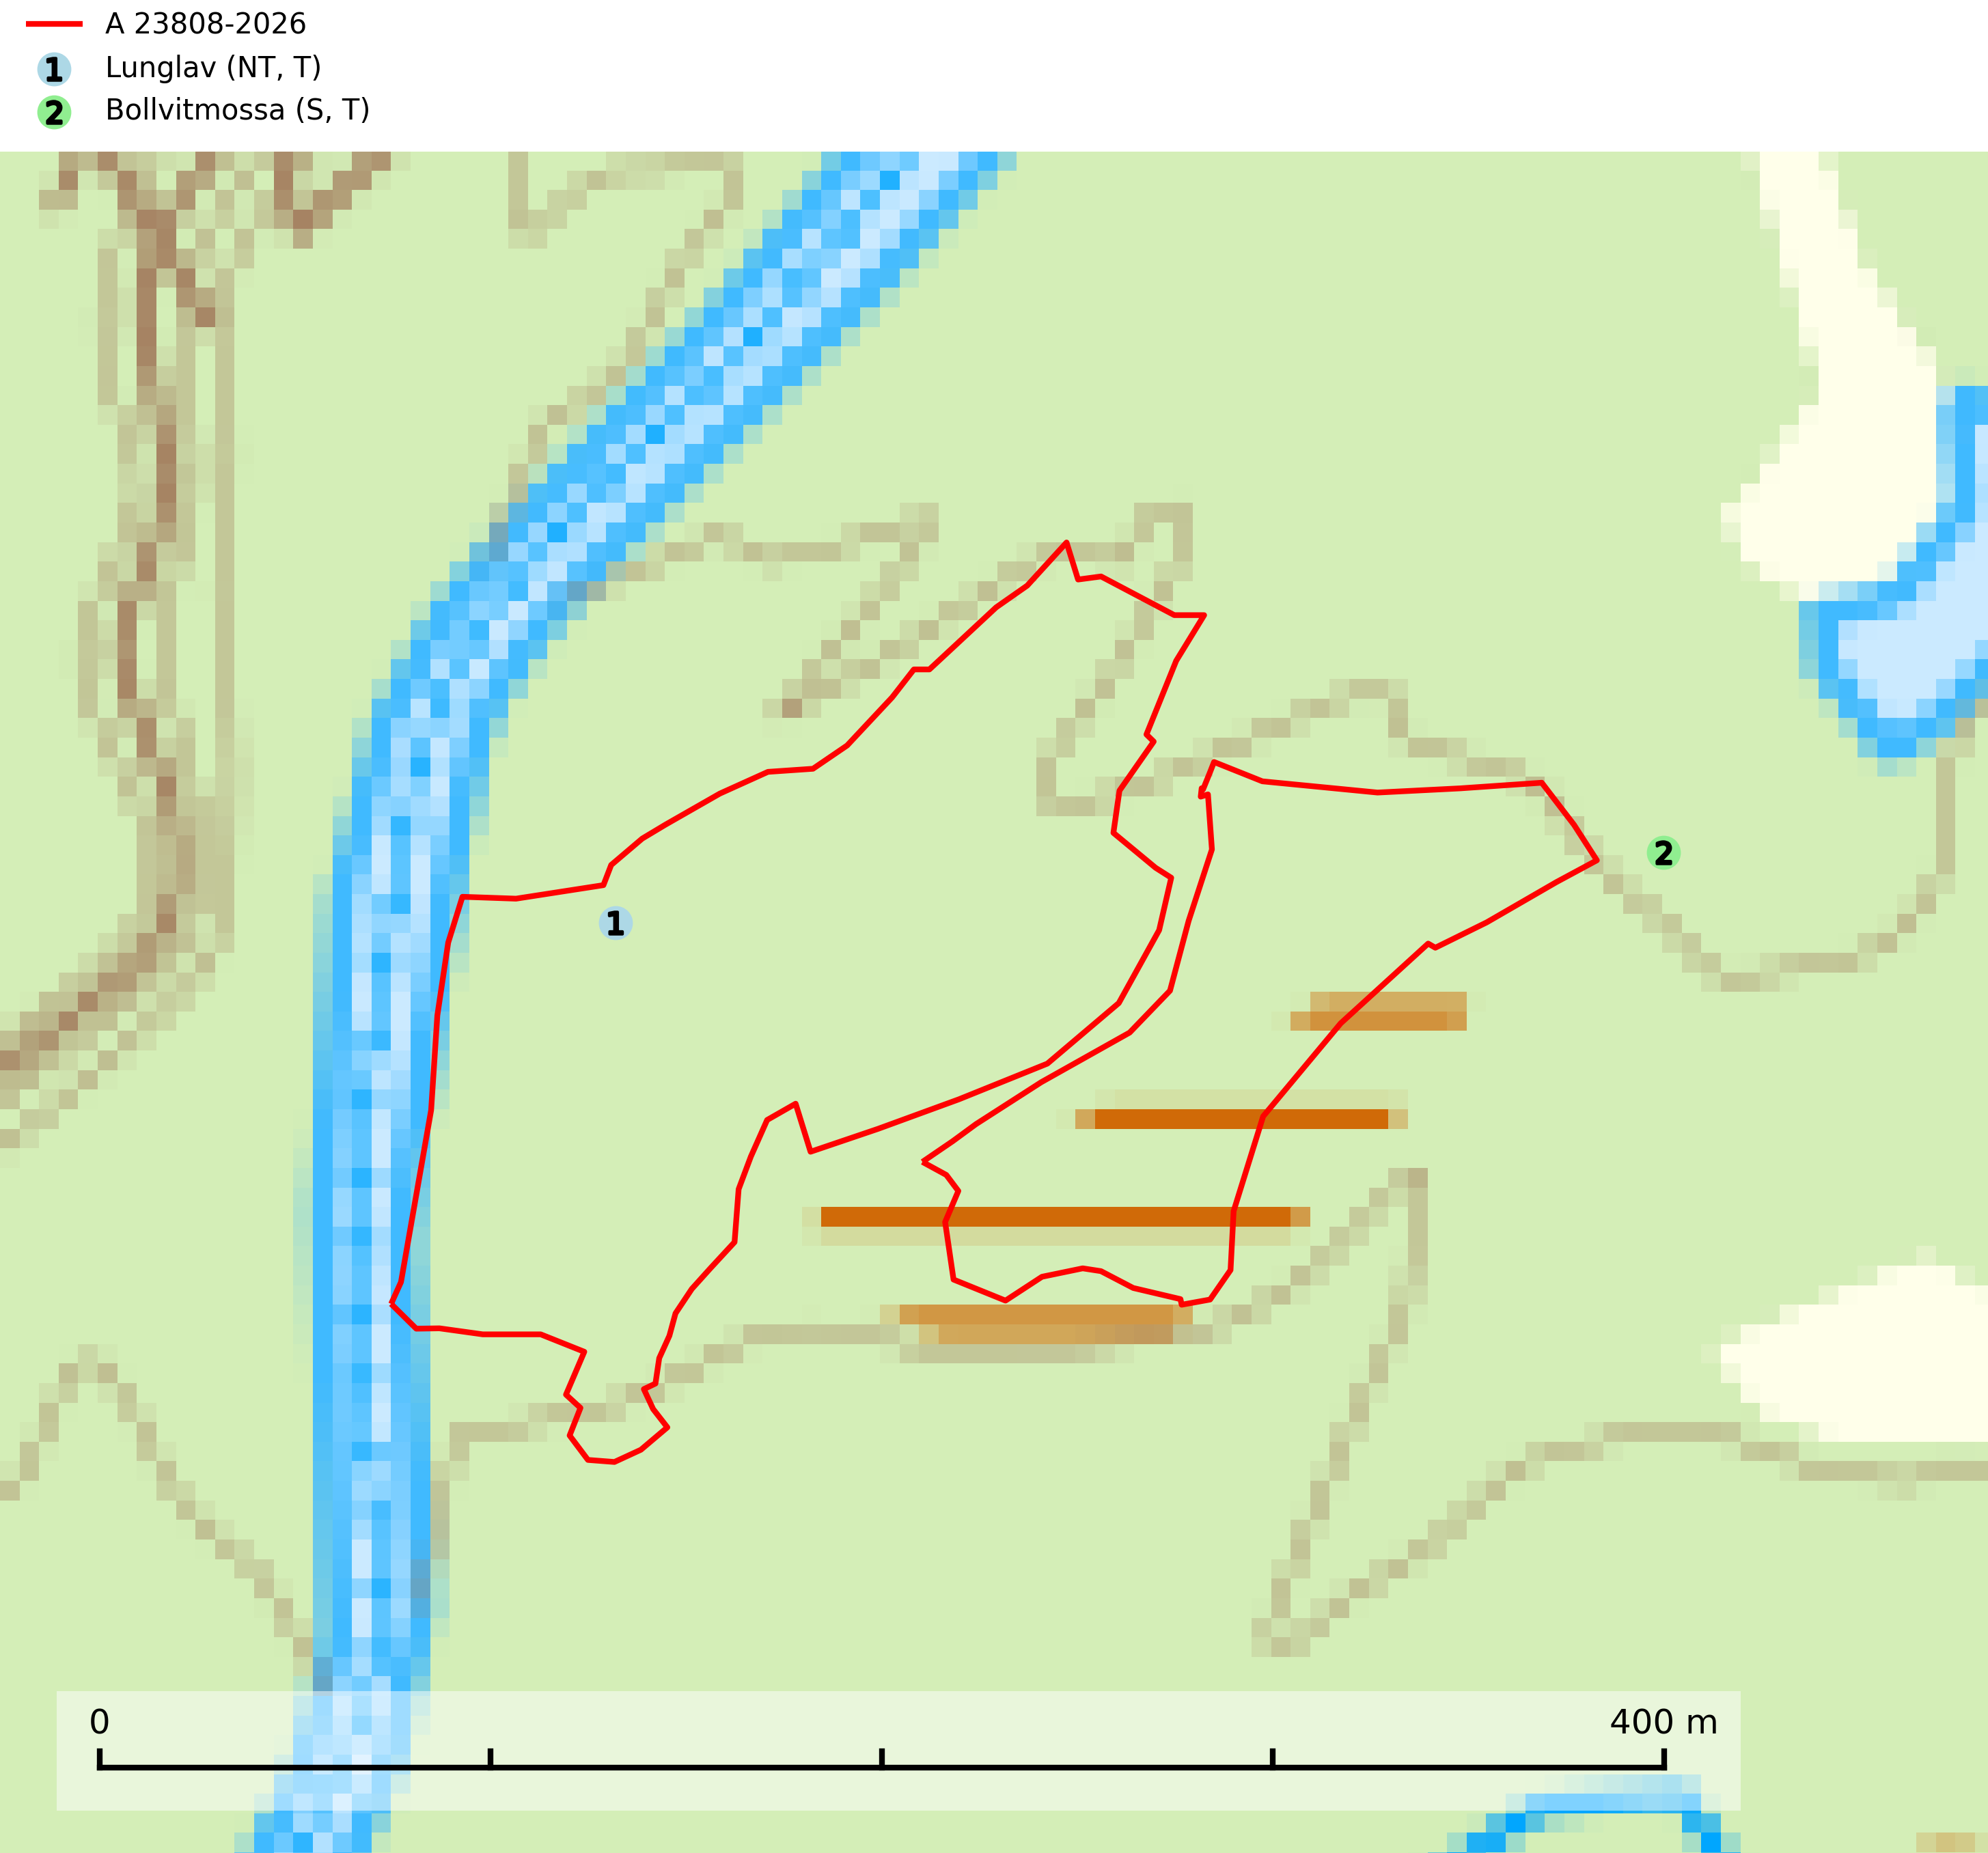 A 23808-2026
1 Lunglav (NT, T)
2 Bollvitmossa (S, T)
2
1
0 400 m